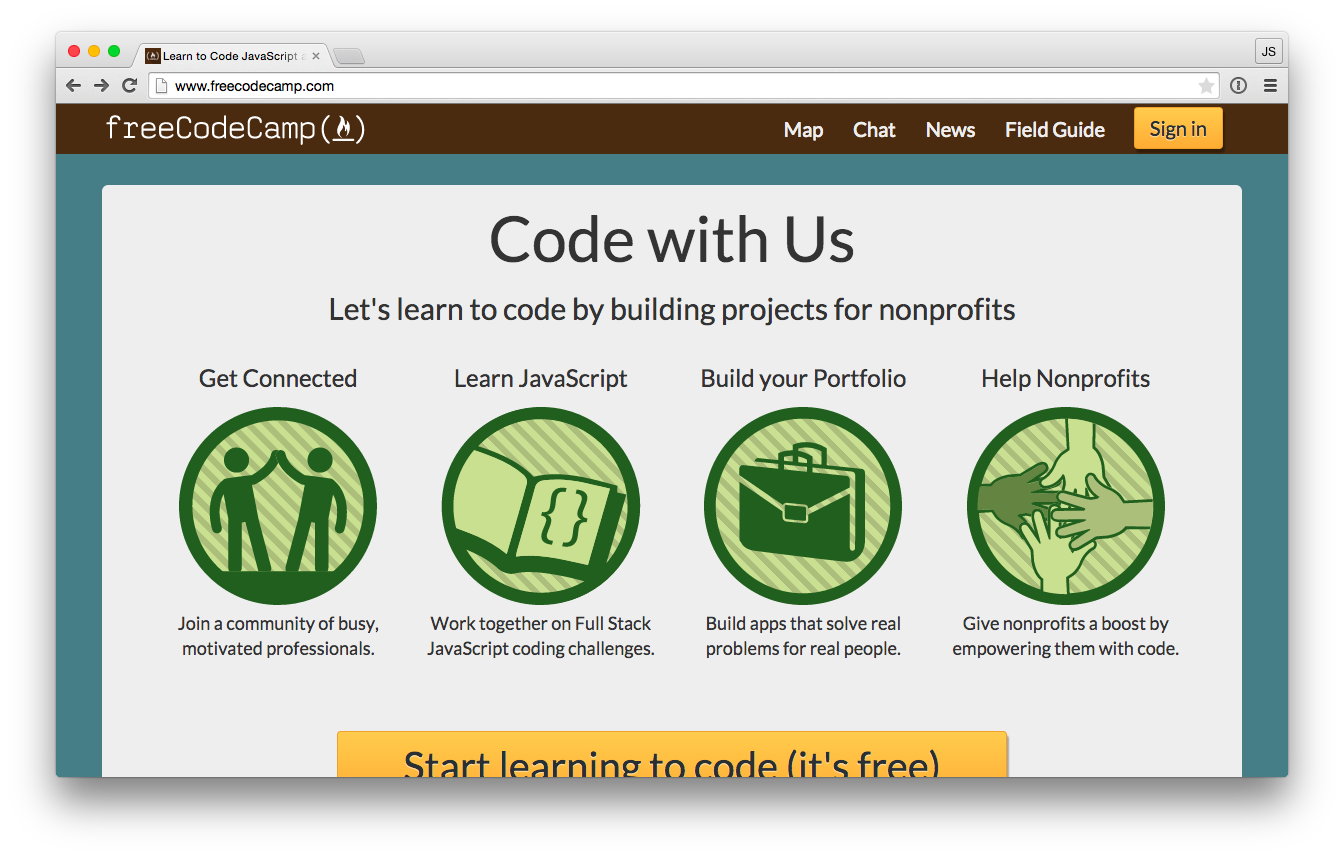 Learn to Code JavaScript a
JS
www.freecodecamp.com
freeCodeCamp(🔥)
Map Chat News Field Guide Sign in
Code with Us
Let's learn to code by building projects for nonprofits
Get Connected Learn JavaScript Build your Portfolio Help Nonprofits
{ }
Join a community of busy,
motivated professionals.
Work together on Full Stack
JavaScript coding challenges.
Build apps that solve real
problems for real people.
Give nonprofits a boost by
empowering them with code.
Start learning to code (it's free)